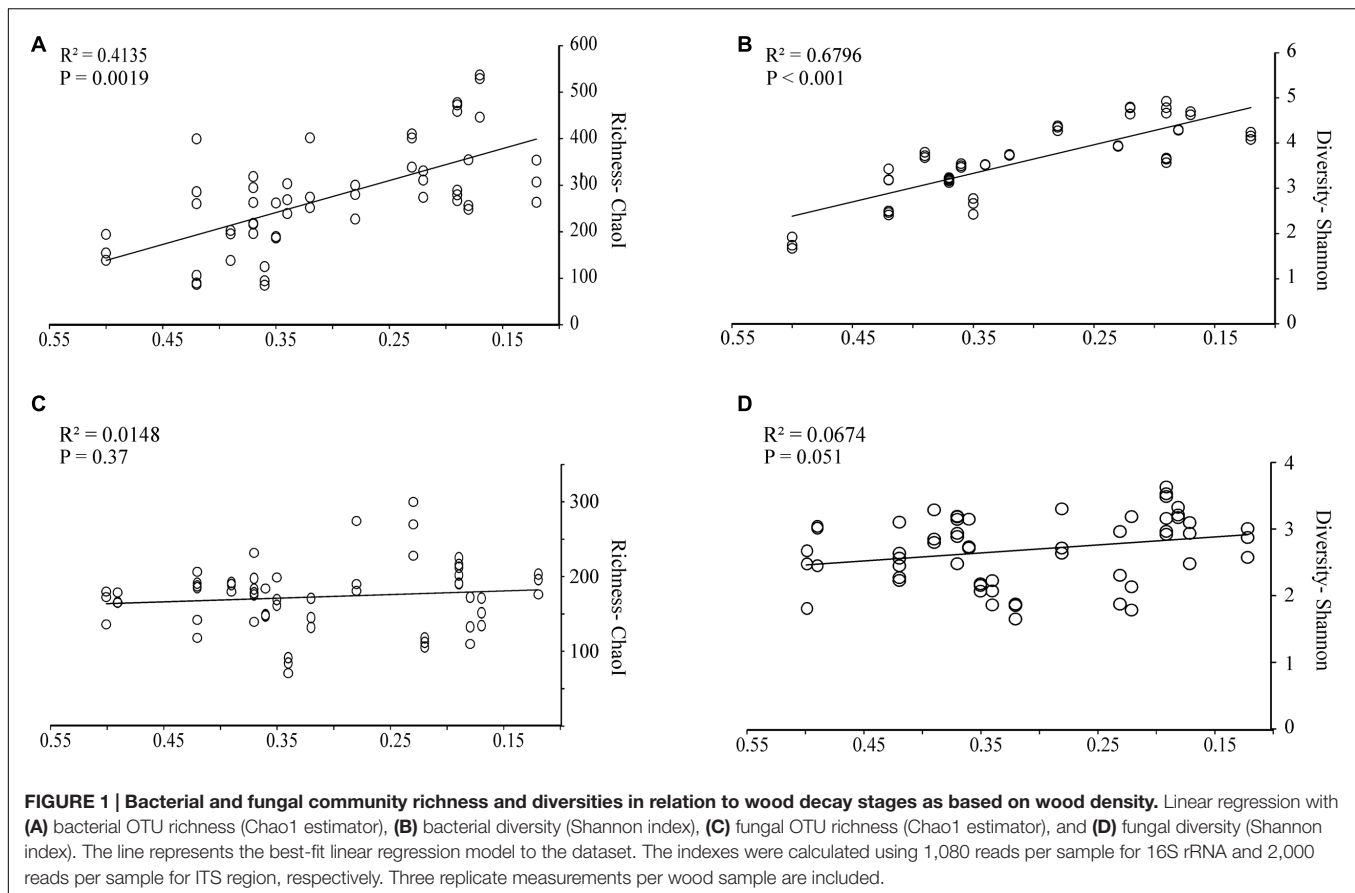 A
R² = 0.4135
P = 0.0019
600
500
400
300
200
100
0
Richness- ChaoI
0.55
0.45
0.35
0.25
0.15
B
R² = 0.6796
P < 0.001
6
5
4
3
2
1
0
Diversity- Shannon
0.55
0.45
0.35
0.25
0.15
C
R² = 0.0148
P = 0.37
300
200
100
Richness- ChaoI
0.55
0.45
0.35
0.25
0.15
D
R² = 0.0674
P = 0.051
4
3
2
1
0
Diversity- Shannon
0.55
0.45
0.35
0.25
0.15
FIGURE 1 | Bacterial and fungal community richness and diversities in relation to wood decay stages as based on wood density. Linear regression with
(A) bacterial OTU richness (Chao1 estimator), (B) bacterial diversity (Shannon index), (C) fungal OTU richness (Chao1 estimator), and (D) fungal diversity (Shannon
index). The line represents the best-fit linear regression model to the dataset. The indexes were calculated using 1,080 reads per sample for 16S rRNA and 2,000
reads per sample for ITS region, respectively. Three replicate measurements per wood sample are included.